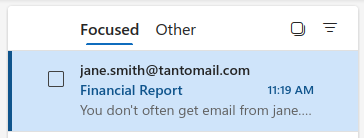 Focused Other
jane.smith@tantomail.com
Financial Report 11:19 AM
You don't often get email from jane....